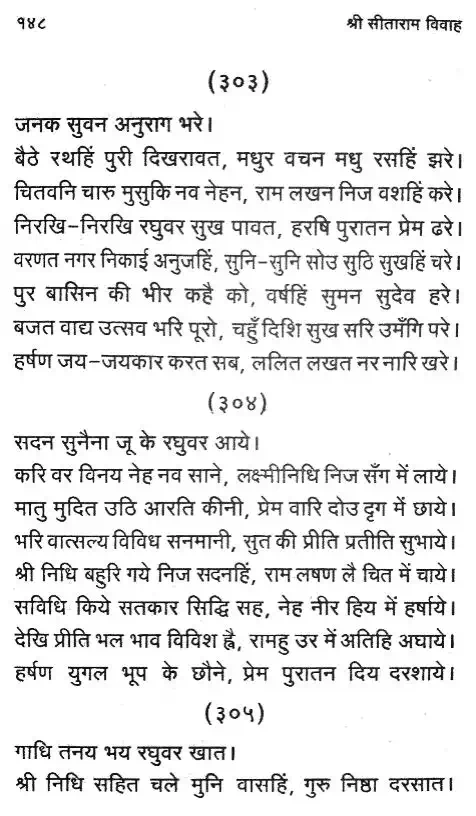 १४८ श्री सीताराम विवाह
(३०३)
जनक सुवन अनुराग भरे।
बैठे रथहिं पुरी दिखरावत, मधुर वचन मधु रसहिं झरे।
चितवनि चारु मुसुकि नव नेहन, राम लखन निज वशहिं करे।
निरखि-निरखि रघुवर सुख पावत, हरषि पुरातन प्रेम ढरे।
वरणत नगर निकाई अनुजहिं, सुनि-सुनि सोउ सुठि सुखहिं चरे।
पुर बासिन की भीर कहै को, वर्षहिं सुमन सुदेव हरे।
बजत वाद्य उत्सव भरि पूरो, चहुँ दिशि सुख सरि उमँगि परे।
हर्षण जय-जयकार करत सब, ललित लखत नर नारि खरे।
(३०४)
सदन सुनैना जू के रघुवर आये।
करि वर विनय नेह नव साने, लक्ष्मीनिधि निज सँग में लाये।
मातु मुदित उठि आरति कीनी, प्रेम वारि दोउ दृग में छाये।
भरि वात्सल्य विविध सनमानी, सुत की प्रीति प्रतीति सुभाये।
श्री निधि बहुरि गये निज सदनहिं, राम लषण लै चित में चाये।
सविधि किये सतकार सिद्धि सह, नेह नीर हिय में हर्षाये।
देखि प्रीति भल भाव विविश ह्वै, रामहु उर में अतिहि अघाये।
हर्षण युगल भूप के छौने, प्रेम पुरातन दिय दरशाये।
(३०५)
गाधि तनय भय रघुवर खात।
श्री निधि सहित चले मुनि वासहिं, गुरु निष्ठा दरसात।